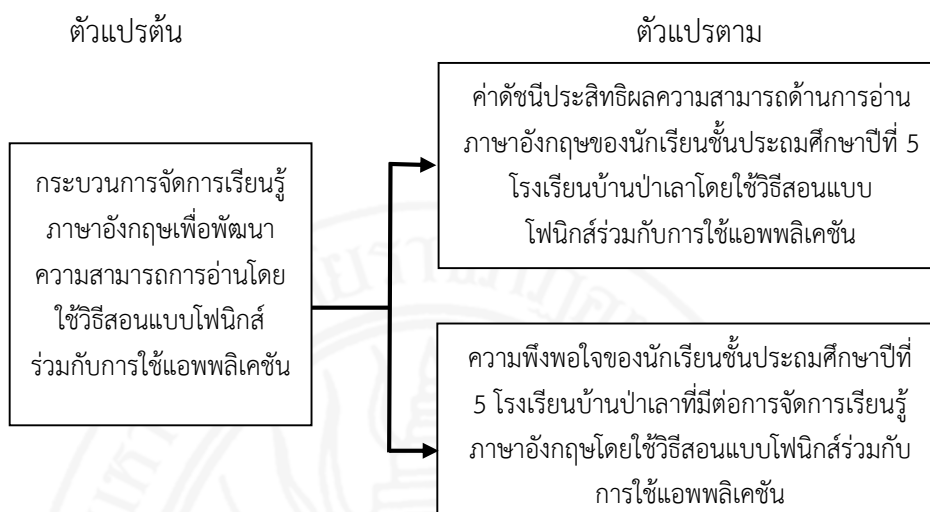 ตัวแปรต้น
ตัวแปรตาม
กระบวนการจัดการเรียนรู้
ภาษาอังกฤษเพื่อพัฒนา
ความสามารถการอ่านโดย
ใช้วิธีสอนแบบโฟนิกส์
ร่วมกับการใช้แอพพลิเคชัน
ค่าดัชนีประสิทธิผลความสามารถด้านการอ่าน
ภาษาอังกฤษของนักเรียนชั้นประถมศึกษาปีที่ 5
โรงเรียนบ้านป่าเลาโดยใช้วิธีสอนแบบ
โฟนิกส์ร่วมกับการใช้แอพพลิเคชัน
ความพึงพอใจของนักเรียนชั้นประถมศึกษาปีที่
5 โรงเรียนบ้านป่าเลาที่มีต่อการจัดการเรียนรู้
ภาษาอังกฤษโดยใช้วิธีสอนแบบโฟนิกส์ร่วมกับ
การใช้แอพพลิเคชัน